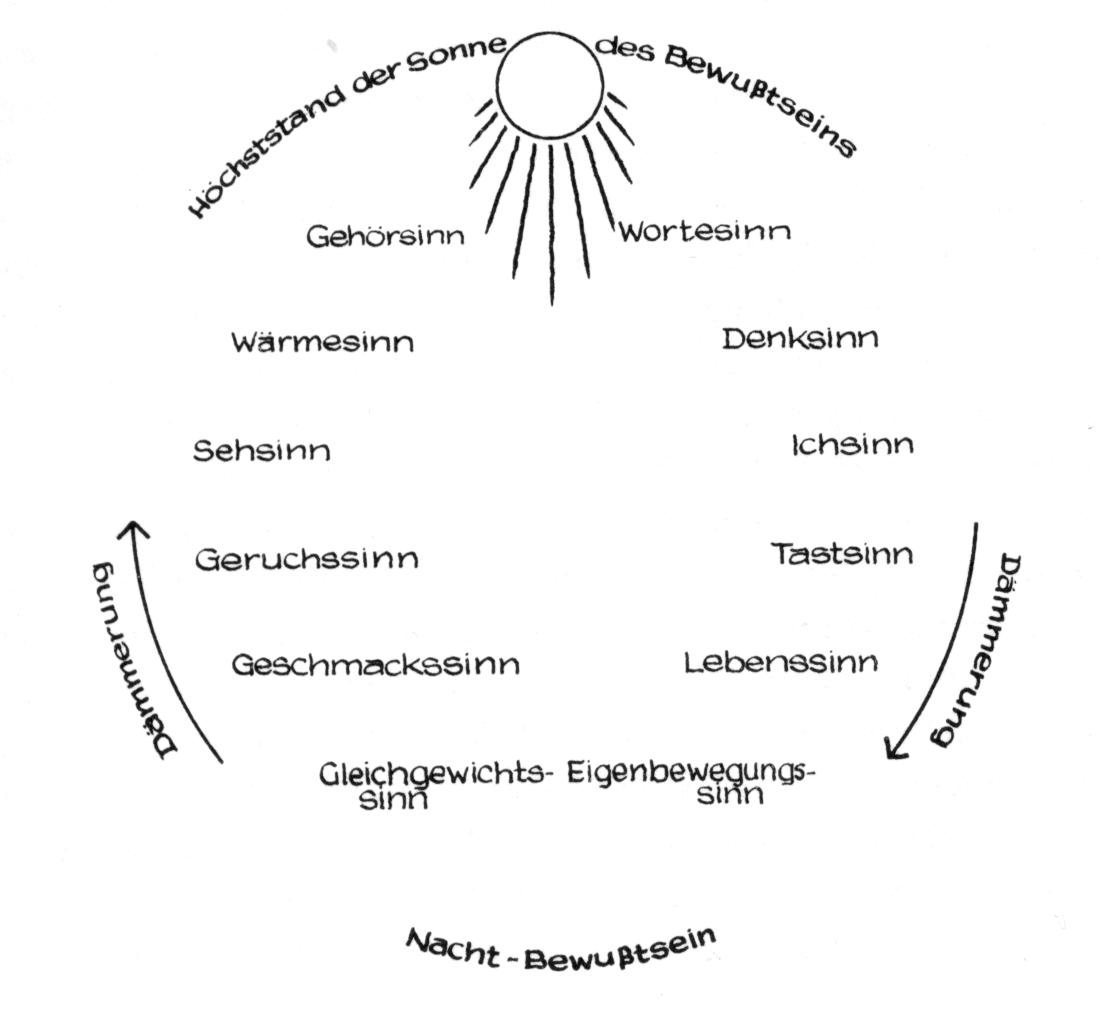 Höchststand der Sonne des Bewußtseins
Gehörsinn Wortesinn
Wärmesinn Denksinn
Sehsinn Ichsinn
Geruchssinn Tastsinn
Dämmerung Dämmerung
Geschmackssinn Lebenssinn
Gleichgewichts- Eigenbewegungs-
sinn sinn
Nacht-Bewußtsein